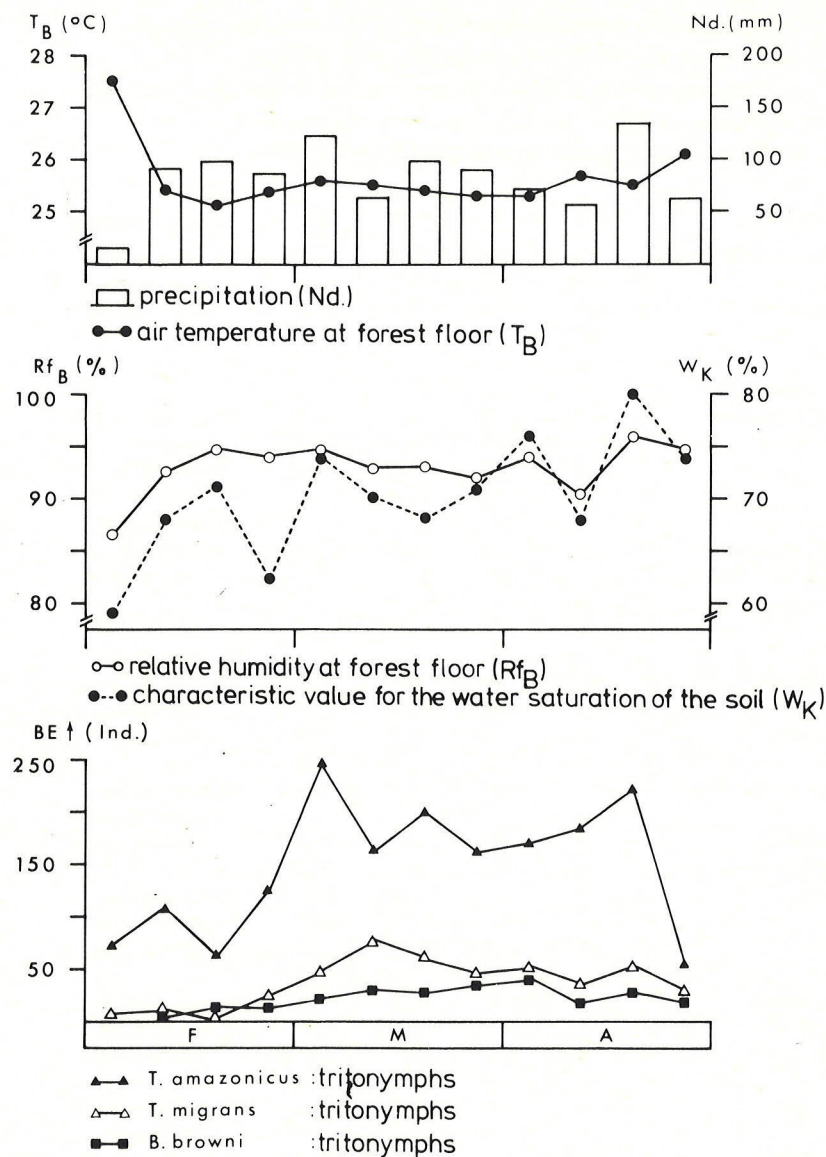 T_B (°C) Nd. (mm)
28 200
27 150
26 100
25 50
precipitation (Nd.)
air temperature at forest floor (T_B)
Rf_B (%) W_K (%)
100 80
90 70
80 60
relative humidity at forest floor (Rf_B)
characteristic value for the water saturation of the soil (W_K)
BE ↑ (Ind.)
250
150
50
F M A
T. amazonicus : tritonymphs
T. migrans : tritonymphs
B. browni : tritonymphs